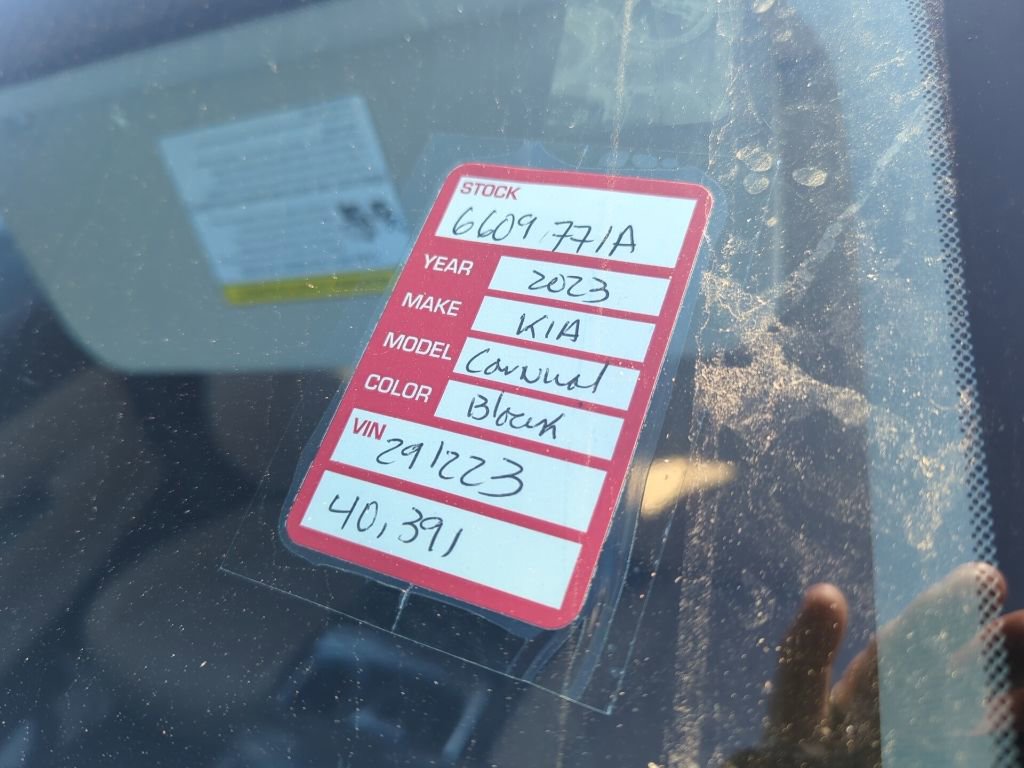 STOCK
6609771A
YEAR 2023
MAKE KIA
MODEL Carnival
COLOR Black
VIN 291223
40,391